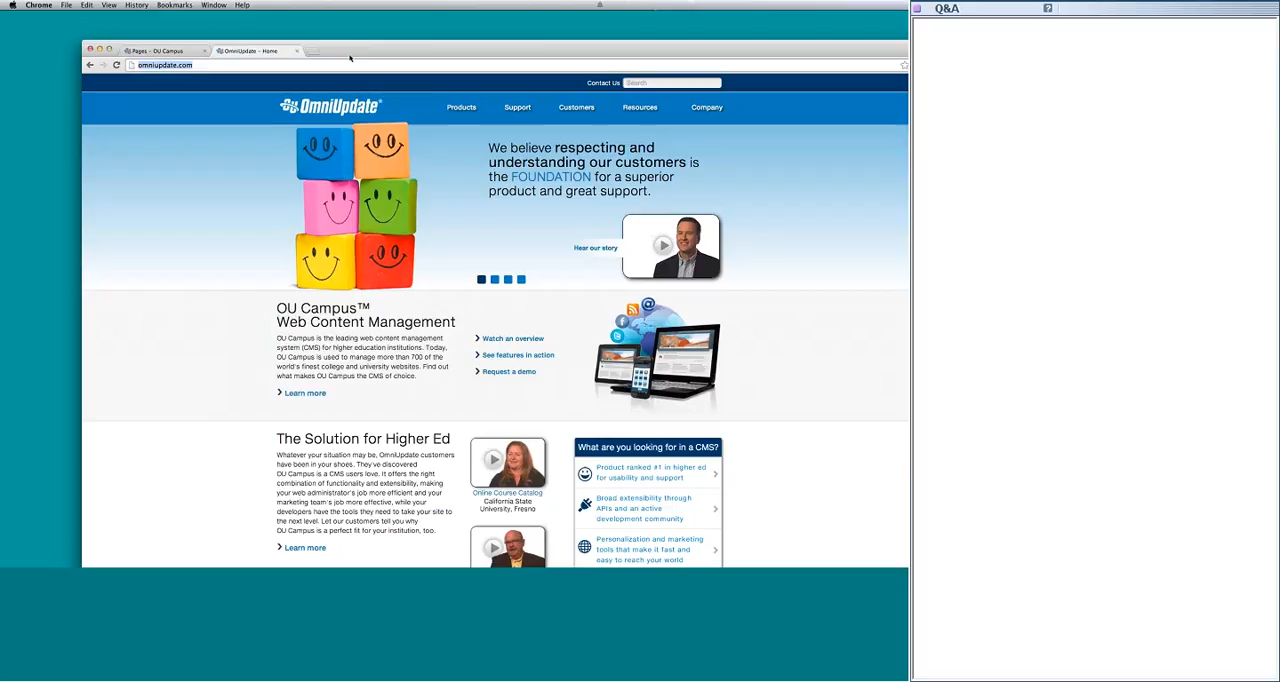 Chrome File Edit View History Bookmarks Window Help
Q&A
?
Pages - OU Campus
OmniUpdate - Home
omniupdate.com
Contact Us
Search
OmniUpdate
Products Support Customers Resources Company
We believe respecting and
understanding our customers is
the FOUNDATION for a superior
product and great support.
Hear our story
OU Campus™
Web Content Management
OU Campus is the leading web content management
system (CMS) for higher education institutions. Today,
OU Campus is used to manage more than 700 of the
world's finest college and university websites. Find out
what makes OU Campus the CMS of choice.
Learn more
Watch an overview
See features in action
Request a demo
The Solution for Higher Ed
Whatever your situation may be, OmniUpdate customers
have been in your shoes. They've discovered
OU Campus is a CMS users love. It offers the right
combination of functionality and extensibility, making
your web administrator's job more efficient and your
marketing team's job more effective, while your
developers have the tools they need to take your site to
the next level. Let our customers tell you why
OU Campus is a perfect fit for your institution, too.
Learn more
Online Course Catalog
California State
University, Fresno
What are you looking for in a CMS?
Product ranked #1 in higher ed
for usability and support
Broad extensibility through
APIs and an active
development community
Personalization and marketing
tools that make it fast and
easy to reach your world